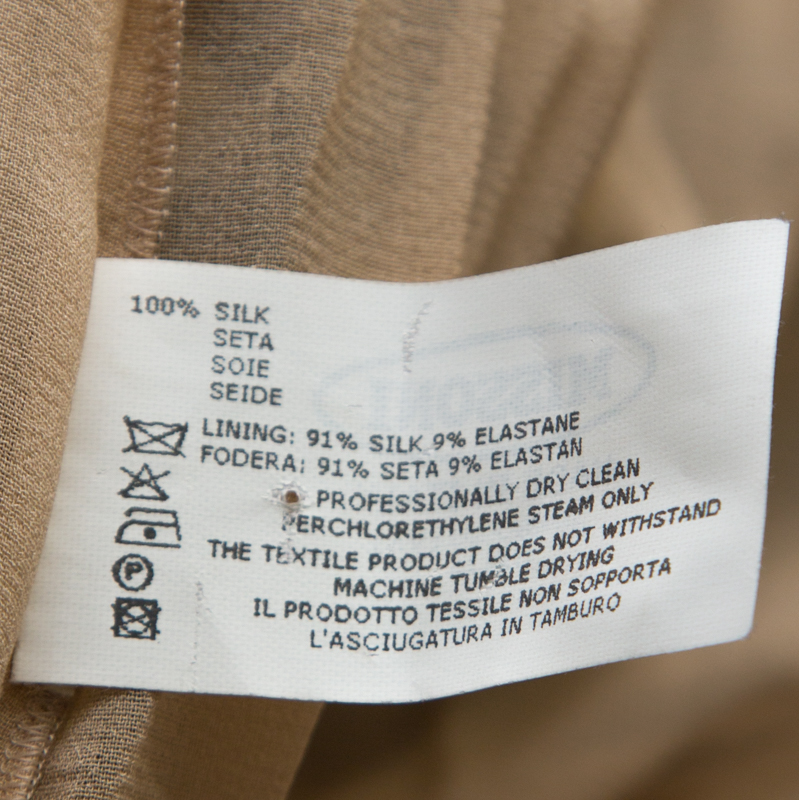 100% SILK
SETA
SOIE
SEIDE
LINING: 91% SILK 9% ELASTANE
FODERA: 91% SETA 9% ELASTAN
PROFESSIONALLY DRY CLEAN
PERCHLORETHYLENE STEAM ONLY
THE TEXTILE PRODUCT DOES NOT WITHSTAND
MACHINE TUMBLE DRYING
IL PRODOTTO TESSILE NON SOPPORTA
L'ASCIUGATURA IN TAMBURO
P